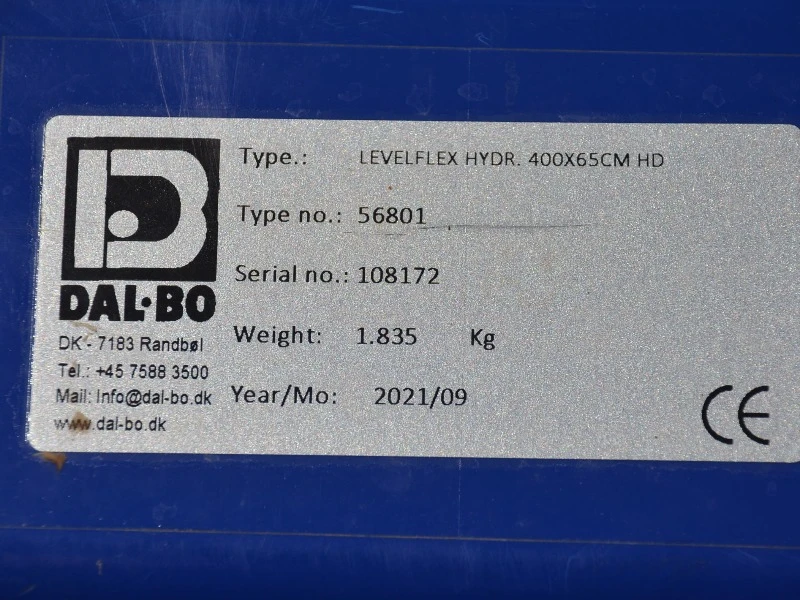 Type.: LEVELFLEX HYDR. 400X65CM HD
Type no.: 56801
Serial no.: 108172
Weight: 1.835 Kg
Year/Mo: 2021/09
DAL·BO
DK - 7183 Randbøl
Tel.: +45 7588 3500
Mail: Info@dal-bo.dk
www.dal-bo.dk
CE